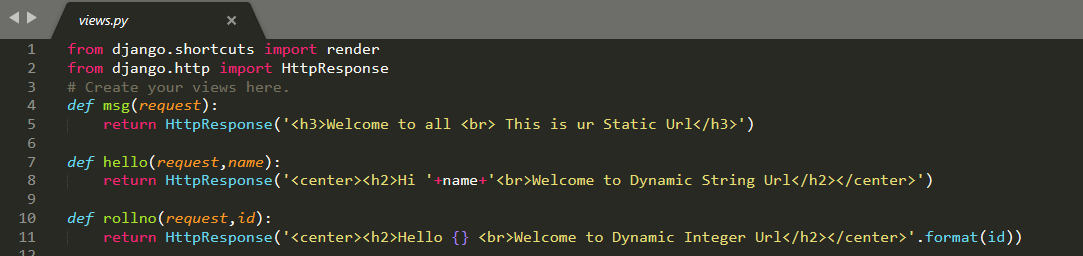 views.py ×
1 from django.shortcuts import render
2 from django.http import HttpResponse
3 # Create your views here.
4 def msg(request):
5     return HttpResponse('<h3>Welcome to all <br> This is ur Static Url</h3>')
6
7 def hello(request,name):
8     return HttpResponse('<center><h2>Hi '+name+'<br>Welcome to Dynamic String Url</h2></center>')
9
10 def rollno(request,id):
11     return HttpResponse('<center><h2>Hello {} <br>Welcome to Dynamic Integer Url</h2></center>'.format(id))
12